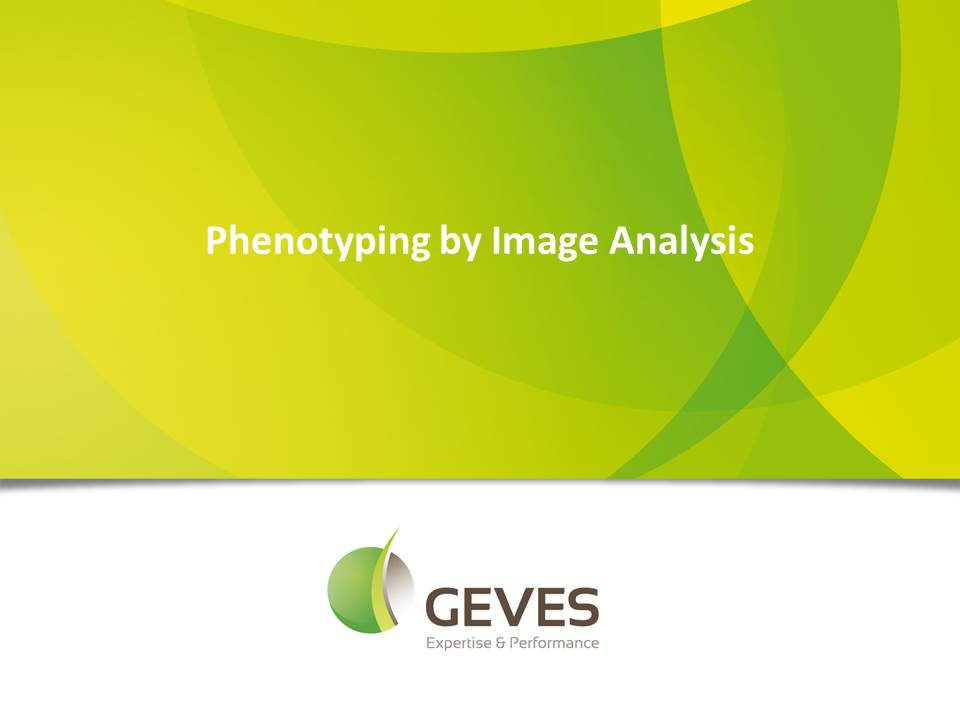 Phenotyping by Image Analysis
GEVES
Expertise & Performance